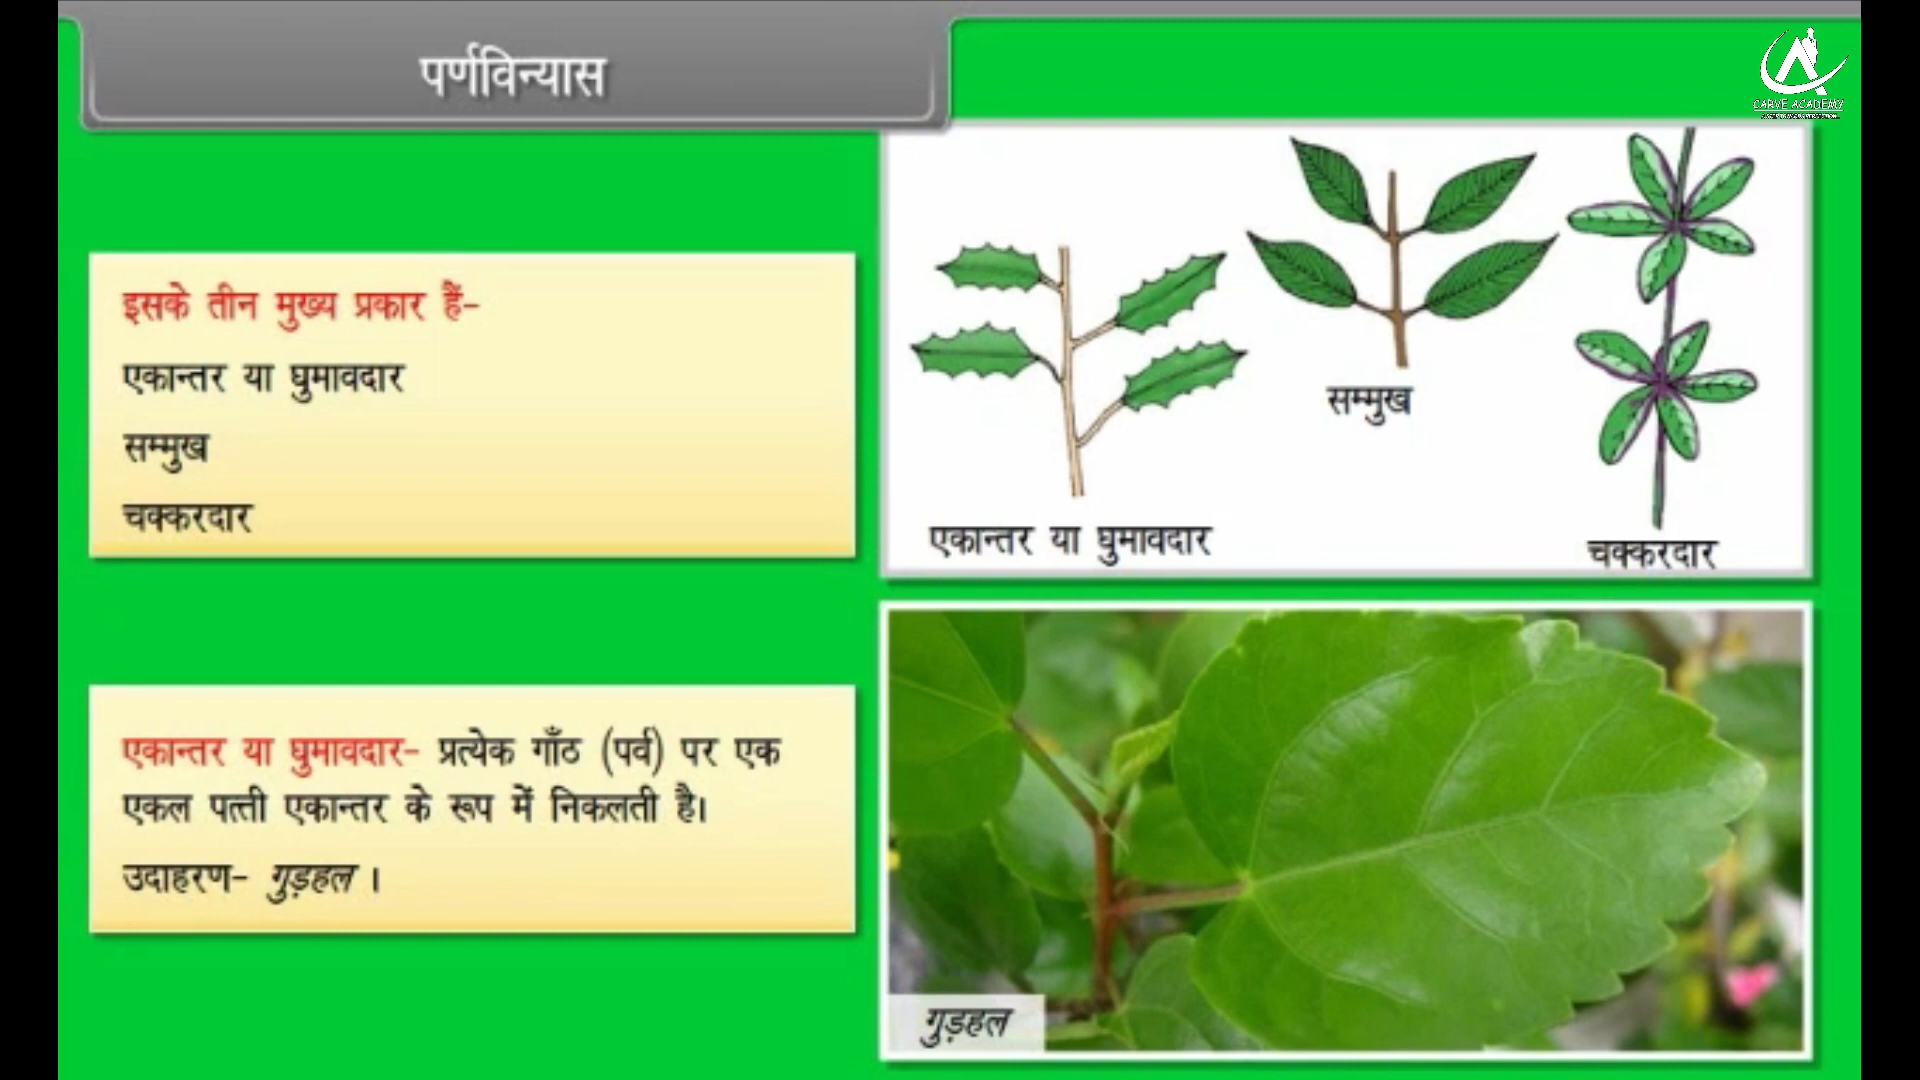 पर्णविन्यास
CARVE ACADEMY
इसके तीन मुख्य प्रकार हैं-
एकान्तर या घुमावदार
सम्मुख
चक्करदार
सम्मुख
एकान्तर या घुमावदार
चक्करदार
एकान्तर या घुमावदार- प्रत्येक गाँठ (पर्व) पर एक
एकल पत्ती एकान्तर के रूप में निकलती है।
उदाहरण- गुड़हल ।
गुड़हल